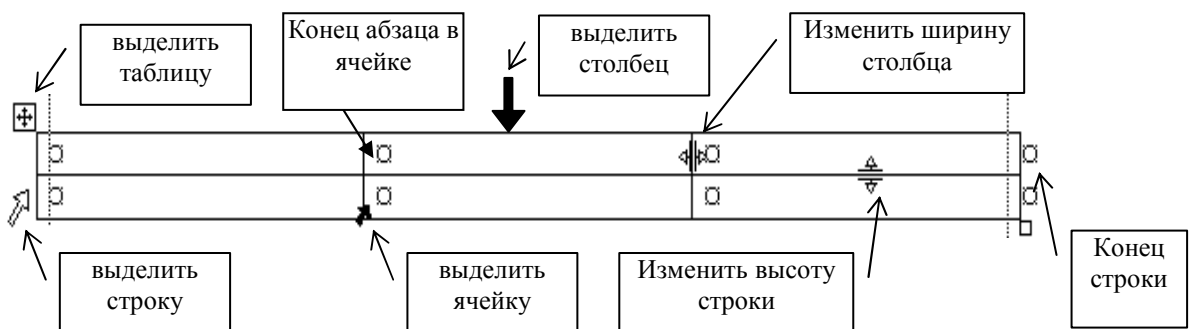 выделить
таблицу
Конец абзаца в
ячейке
выделить
столбец
Изменить ширину
столбца
выделить
строку
выделить
ячейку
Изменить высоту
строки
Конец
строки